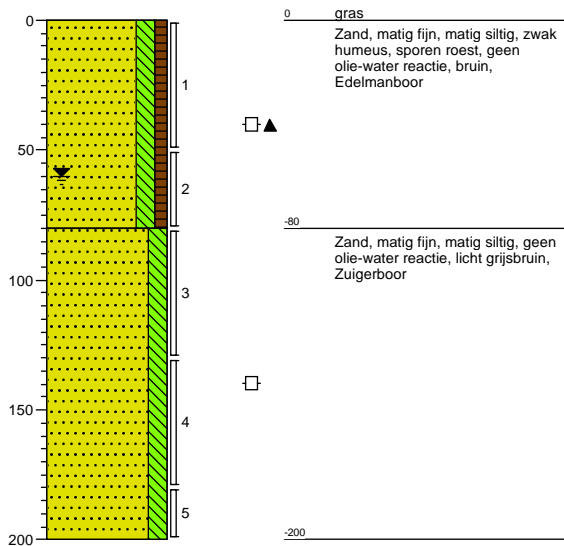 0
0
gras
Zand, matig fijn, matig siltig, zwak
humeus, sporen roest, geen
olie-water reactie, bruin,
Edelmanboor
1
50
2
-80
Zand, matig fijn, matig siltig, geen
olie-water reactie, licht grijsbruin,
Zuigerboor
100
3
150
4
5
200
-200